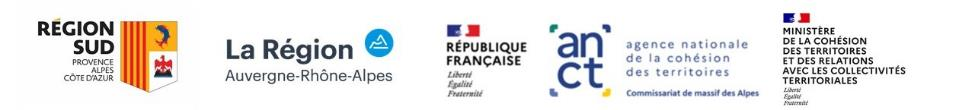 RÉGION
SUD
PROVENCE
ALPES
CÔTE D'AZUR
La Région
Auvergne-Rhône-Alpes
RÉPUBLIQUE
FRANÇAISE
Liberté
Égalité
Fraternité
an
ct
agence nationale
de la cohésion
des territoires
Commissariat de massif des Alpes
MINISTÈRE
DE LA COHÉSION
DES TERRITOIRES
ET DES RELATIONS
AVEC LES COLLECTIVITÉS
TERRITORIALES
Liberté
Égalité
Fraternité